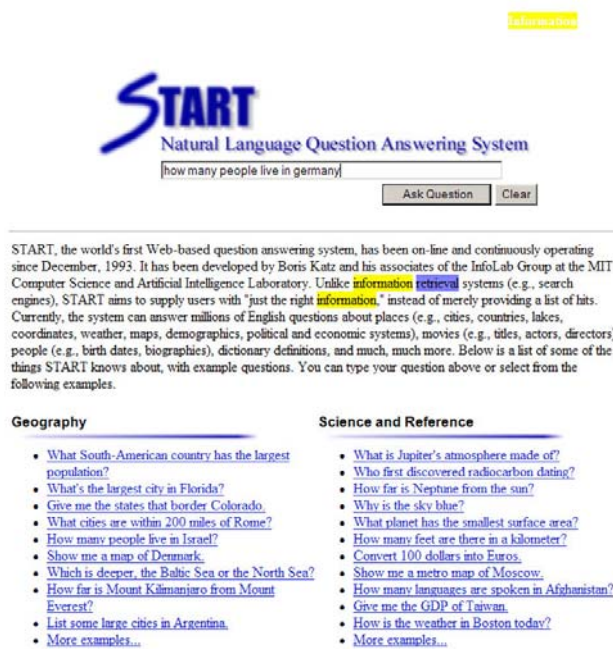 Information
START
Natural Language Question Answering System
how many people live in germany
Ask Question Clear
START, the world's first Web-based question answering system, has been on-line and continuously operating
since December, 1993. It has been developed by Boris Katz and his associates of the InfoLab Group at the MIT
Computer Science and Artificial Intelligence Laboratory. Unlike information retrieval systems (e.g., search
engines), START aims to supply users with "just the right information," instead of merely providing a list of hits.
Currently, the system can answer millions of English questions about places (e.g., cities, countries, lakes,
coordinates, weather, maps, demographics, political and economic systems), movies (e.g., titles, actors, directors)
people (e.g., birth dates, biographies), dictionary definitions, and much, much more. Below is a list of some of the
things START knows about, with example questions. You can type your question above or select from the
following examples.
Geography
• What South-American country has the largest
population?
• What's the largest city in Florida?
• Give me the states that border Colorado.
• What cities are within 200 miles of Rome?
• How many people live in Israel?
• Show me a map of Denmark.
• Which is deeper, the Baltic Sea or the North Sea?
• How far is Mount Kilimanjaro from Mount
Everest?
• List some large cities in Argentina.
• More examples...
Science and Reference
• What is Jupiter's atmosphere made of?
• Who first discovered radiocarbon dating?
• How far is Neptune from the sun?
• Why is the sky blue?
• What planet has the smallest surface area?
• How many feet are there in a kilometer?
• Convert 100 dollars into Euros.
• Show me a metro map of Moscow.
• How many languages are spoken in Afghanistan?
• Give me the GDP of Taiwan.
• How is the weather in Boston today?
• More examples...